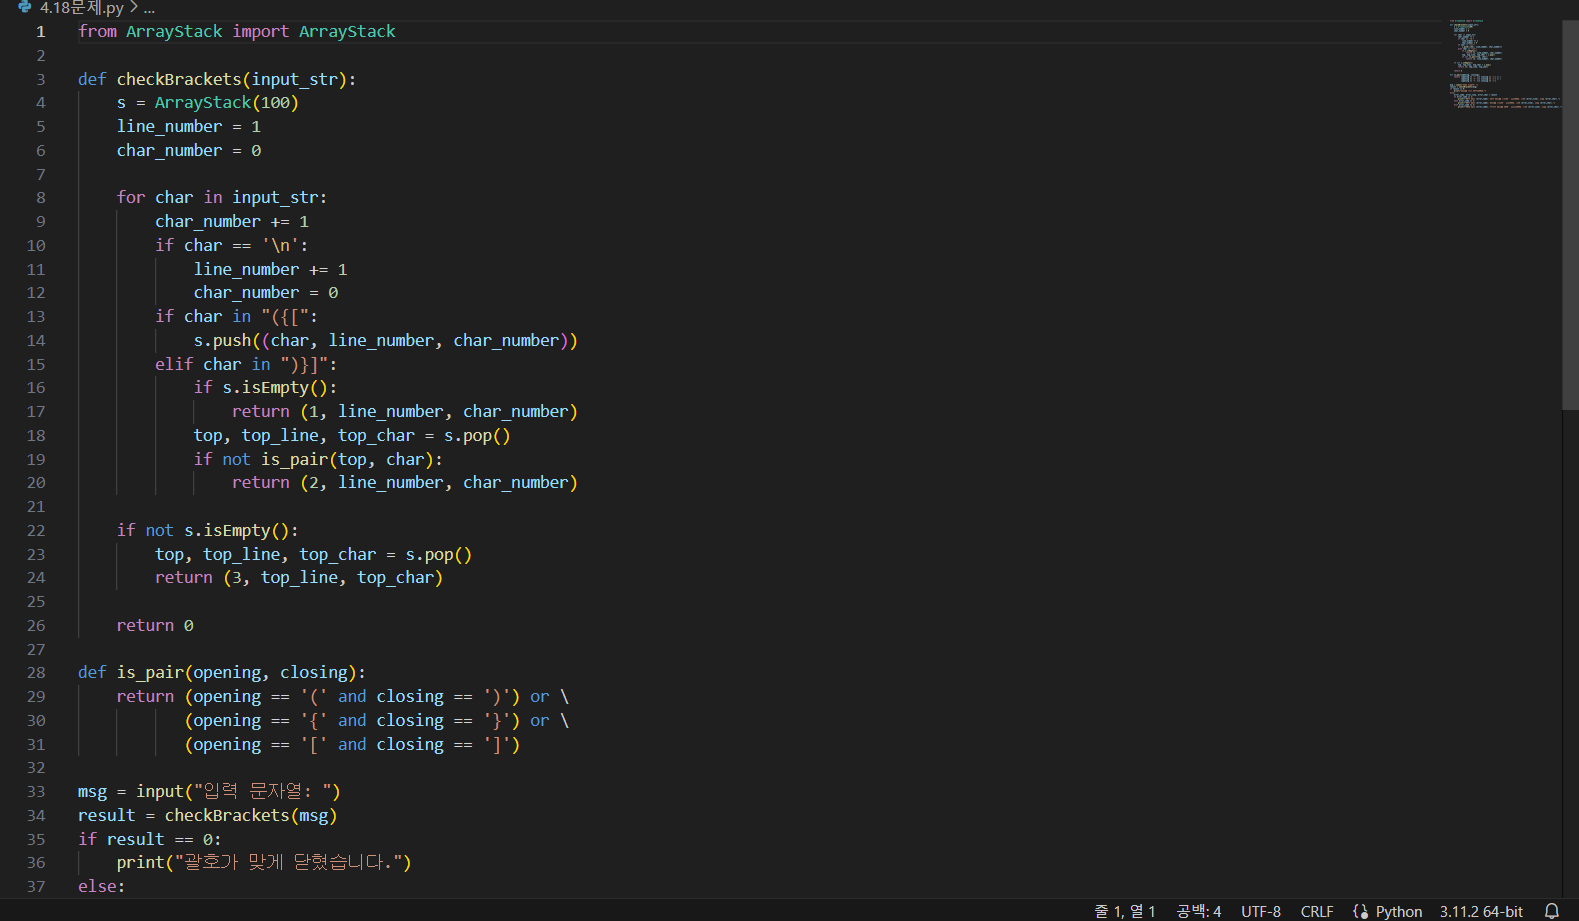 4.18문제.py > ...
1 from ArrayStack import ArrayStack
2
3 def checkBrackets(input_str):
4     s = ArrayStack(100)
5     line_number = 1
6     char_number = 0
7
8     for char in input_str:
9         char_number += 1
10         if char == '\n':
11             line_number += 1
12             char_number = 0
13         if char in "({[":
14             s.push((char, line_number, char_number))
15         elif char in ")}]":
16             if s.isEmpty():
17                 return (1, line_number, char_number)
18             top, top_line, top_char = s.pop()
19             if not is_pair(top, char):
20                 return (2, line_number, char_number)
21
22     if not s.isEmpty():
23         top, top_line, top_char = s.pop()
24         return (3, top_line, top_char)
25
26     return 0
27
28 def is_pair(opening, closing):
29     return (opening == '(' and closing == ')') or \
30            (opening == '{' and closing == '}') or \
31            (opening == '[' and closing == ']')
32
33 msg = input("입력 문자열: ")
34 result = checkBrackets(msg)
35 if result == 0:
36     print("괄호가 맞게 닫혔습니다.")
37 else:
줄 1, 열 1 공백: 4 UTF-8 CRLF Python 3.11.2 64-bit